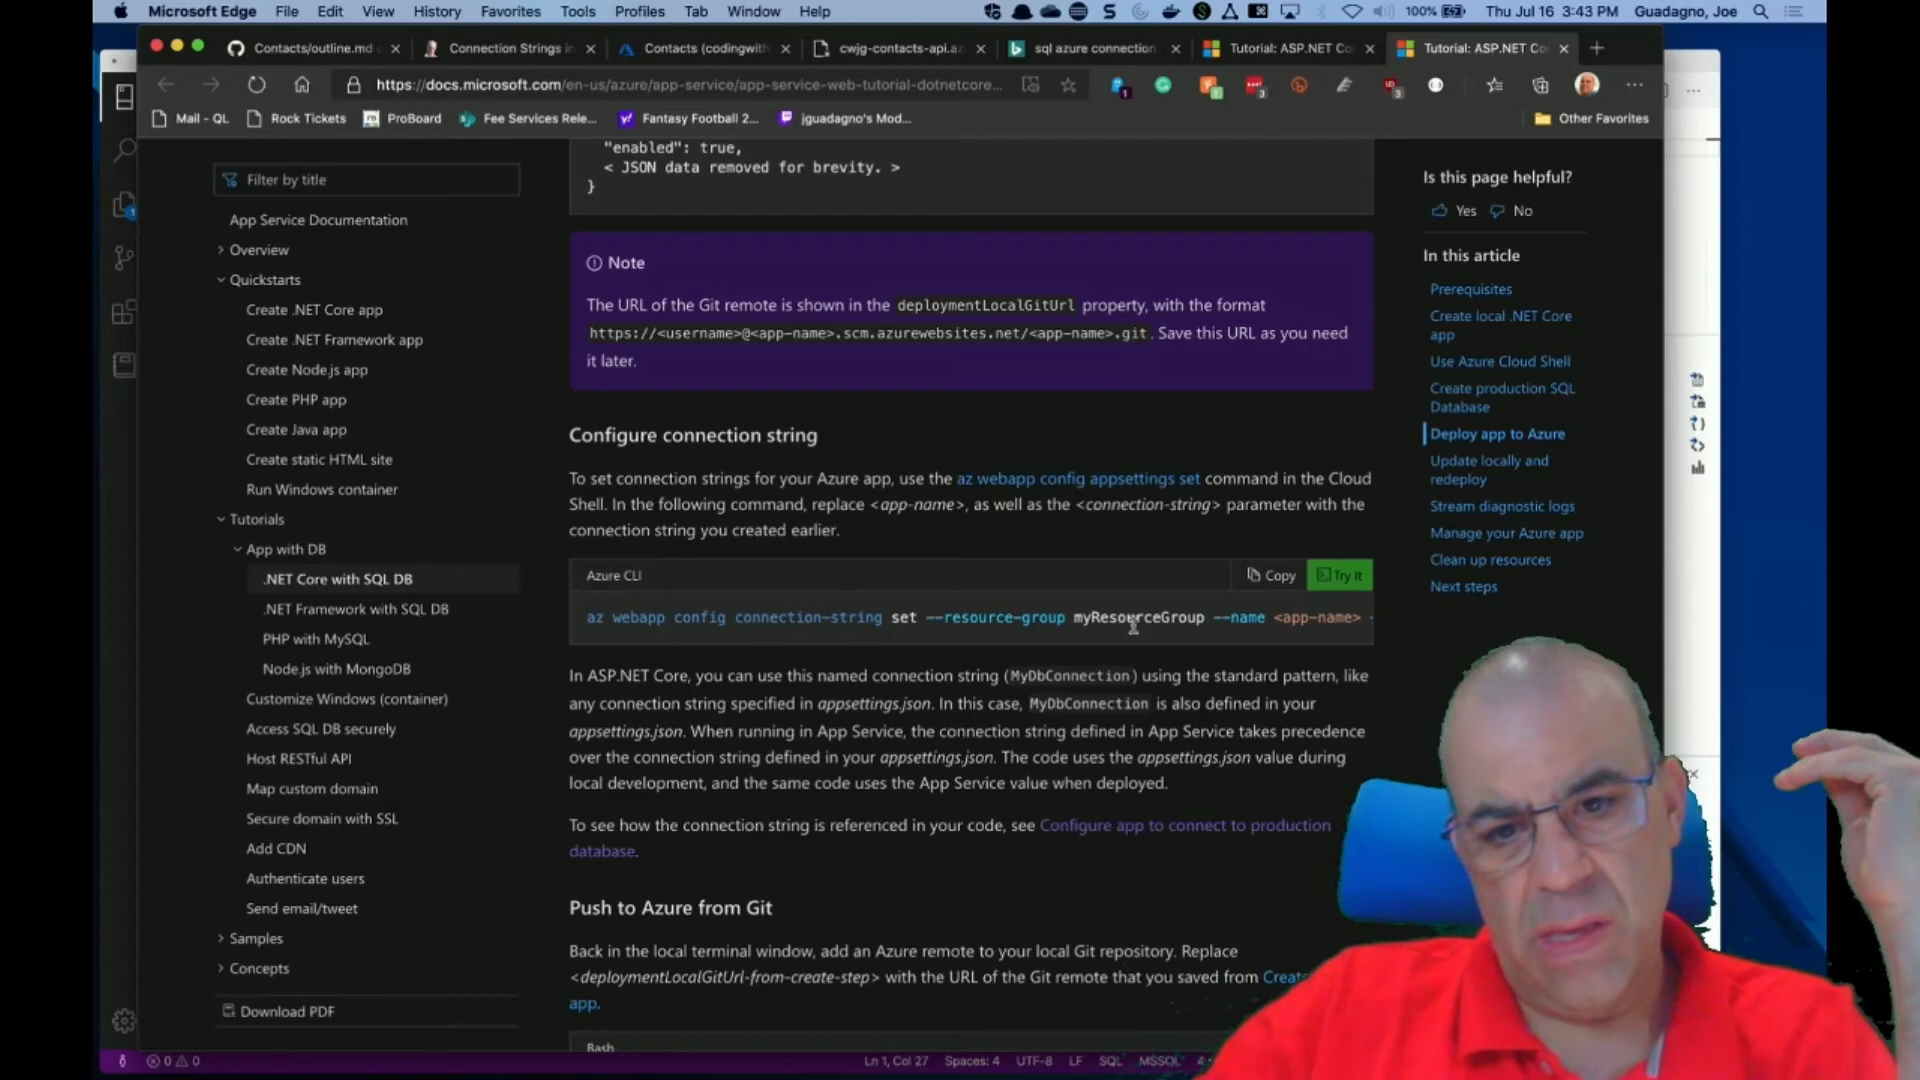 Microsoft Edge File Edit View History Favorites Tools Profiles Tab Window Help 100% Thu Jul 16 3:43 PM Guadagno, Joe
Contacts/outline.md Connection Strings i Contacts (codingwith cwjg-contacts-api.az sql azure connection Tutorial: ASP.NET Co Tutorial: ASP.NET Co
https://docs.microsoft.com/en-us/azure/app-service/app-service-web-tutorial-dotnetcore...
Mail - QL Rock Tickets ProBoard Fee Services Rele... Fantasy Football 2... jguadagno's Mod... Other Favorites
Filter by title
App Service Documentation
Overview
Quickstarts
Create .NET Core app
Create .NET Framework app
Create Node.js app
Create PHP app
Create Java app
Create static HTML site
Run Windows container
Tutorials
App with DB
.NET Core with SQL DB
.NET Framework with SQL DB
PHP with MySQL
Node.js with MongoDB
Customize Windows (container)
Access SQL DB securely
Host RESTful API
Map custom domain
Secure domain with SSL
Add CDN
Authenticate users
Send email/tweet
Samples
Concepts
Download PDF
"enabled": true,
< JSON data removed for brevity. >
}
Note
The URL of the Git remote is shown in the deploymentLocalGitUrl property, with the format
https://<username>@<app-name>.scm.azurewebsites.net/<app-name>.git. Save this URL as you need
it later.
Configure connection string
To set connection strings for your Azure app, use the az webapp config appsettings set command in the Cloud
Shell. In the following command, replace <app-name>, as well as the <connection-string> parameter with the
connection string you created earlier.
Azure CLI Copy Try It
az webapp config connection-string set --resource-group myResourceGroup --name <app-name> -
In ASP.NET Core, you can use this named connection string (MyDbConnection) using the standard pattern, like
any connection string specified in appsettings.json. In this case, MyDbConnection is also defined in your
appsettings.json. When running in App Service, the connection string defined in App Service takes precedence
over the connection string defined in your appsettings.json. The code uses the appsettings.json value during
local development, and the same code uses the App Service value when deployed.
To see how the connection string is referenced in your code, see Configure app to connect to production
database.
Push to Azure from Git
Back in the local terminal window, add an Azure remote to your local Git repository. Replace
<deploymentLocalGitUrl-from-create-step> with the URL of the Git remote that you saved from Create
app.
Bash
Is this page helpful?
Yes No
In this article
Prerequisites
Create local .NET Core
app
Use Azure Cloud Shell
Create production SQL
Database
Deploy app to Azure
Update locally and
redeploy
Stream diagnostic logs
Manage your Azure app
Clean up resources
Next steps
0 0 Ln 1, Col 27 Spaces: 4 UTF-8 LF SQL MSSQL